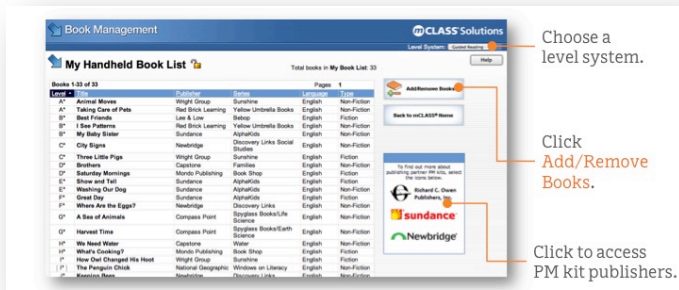 Book Management
mCLASS® Solutions
Level System: Guided Reading
My Handheld Book List
Total books in My Book List: 33
Help
Books 1-33 of 33 Pages 1
Level Title Publisher Series Language Type
A* Animal Moves Wright Group Sunshine English Non-Fiction
A* Taking Care of Pets Red Brick Learning Yellow Umbrella Books English Non-Fiction
B* Best Friends Lee & Low Bebop English Fiction
B* I See Patterns Red Brick Learning Yellow Umbrella Books English Non-Fiction
B* My Baby Sister Sundance AlphaKids English Non-Fiction
C* City Signs Newbridge Discovery Links Social Studies English Non-Fiction
C* Three Little Pigs Wright Group Sunshine English Fiction
D* Brothers Capstone Families English Non-Fiction
D* Saturday Mornings Mondo Publishing Book Shop English Fiction
E* Show and Tell Sundance AlphaKids English Fiction
E* Washing Our Dog Sundance AlphaKids English Non-Fiction
F* Great Day Sundance AlphaKids English Fiction
F* Where Are the Eggs? Newbridge Discovery Links English Non-Fiction
G* A Sea of Animals Compass Point Spyglass Books/Life Science English Non-Fiction
G* Harvest Time Compass Point Spyglass Books/Earth Science English Non-Fiction
H* We Need Water Capstone Water English Non-Fiction
H* What's Cooking? Mondo Publishing Book Shop English Fiction
I* How Owl Changed His Hoot Wright Group Sunshine English Fiction
I* The Penguin Chick National Geographic Windows on Literacy English Non-Fiction
I* Keeping Bees Newbridge Discovery Links English Non-Fiction
Add/Remove Books
Back to mCLASS® Home
To find out more about
publishing partner PM kits, select
the icons below.
Richard C. Owen
Publishers, Inc.
sundance
Newbridge
Choose a
level system.
Click
Add/Remove
Books.
Click to access
PM kit publishers.